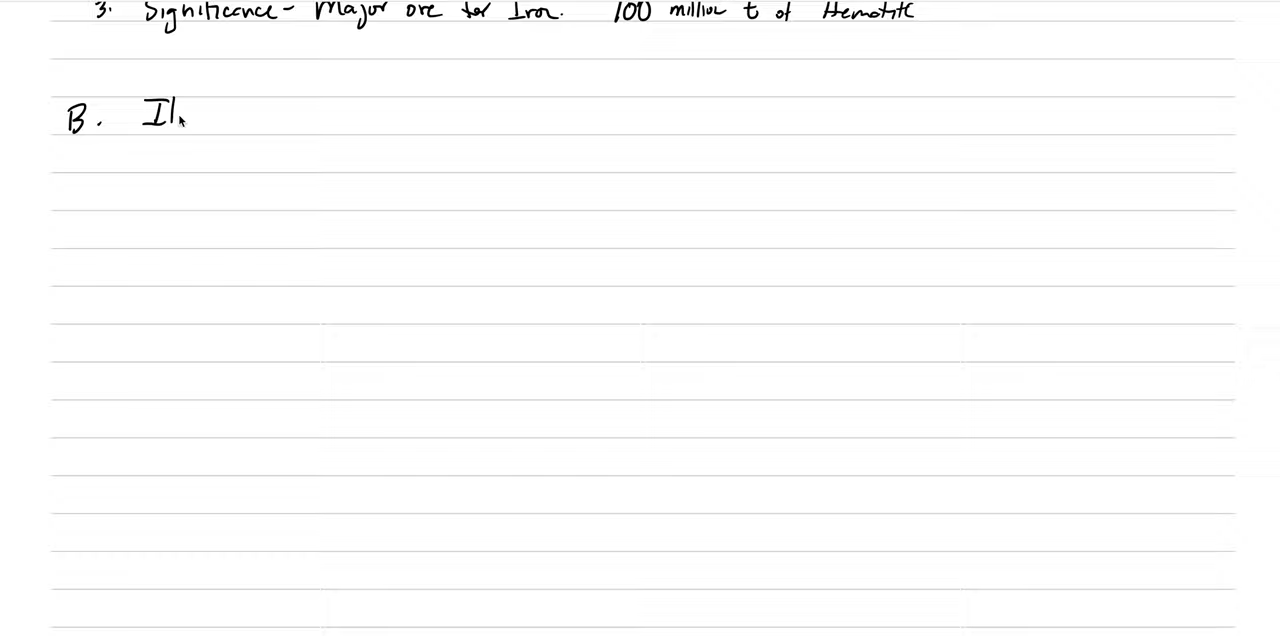 3. Significance - Major ore for Iron. 100 million t of Hematite
B. Il